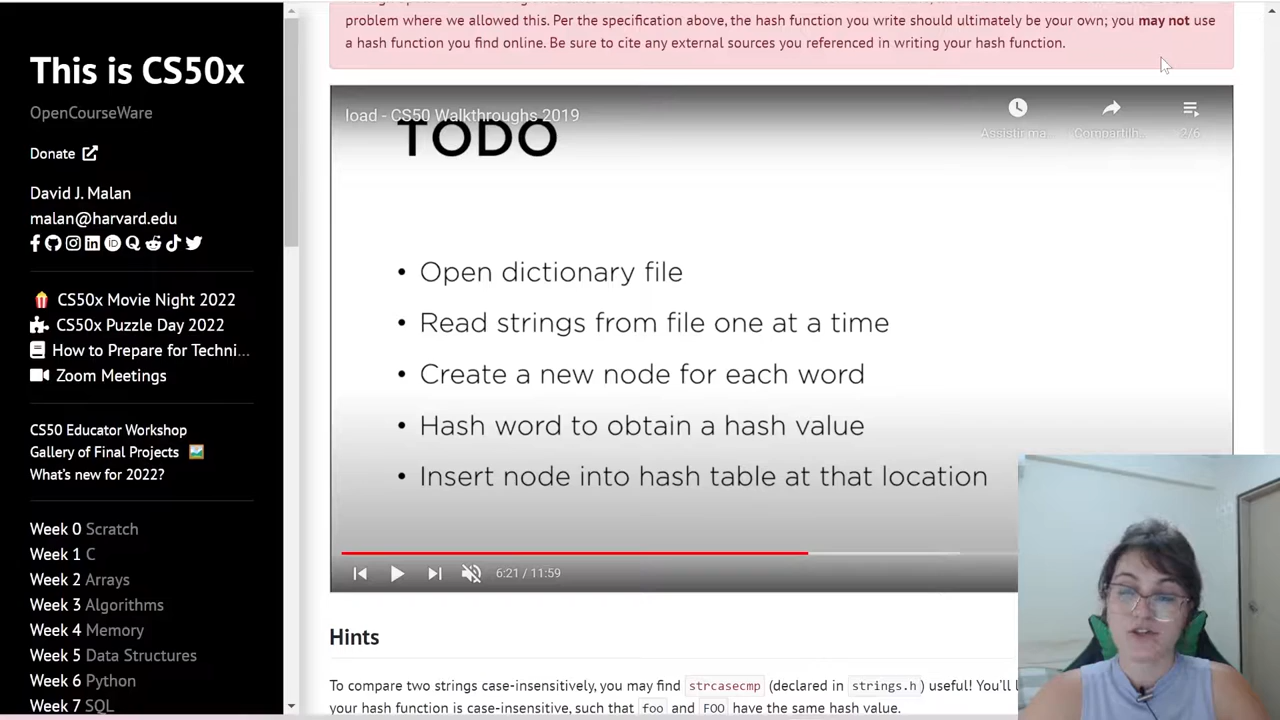 This is CS50x
OpenCourseWare
Donate
David J. Malan
malan@harvard.edu
CS50x Movie Night 2022
CS50x Puzzle Day 2022
How to Prepare for Techni...
Zoom Meetings
CS50 Educator Workshop
Gallery of Final Projects
What's new for 2022?
Week 0 Scratch
Week 1 C
Week 2 Arrays
Week 3 Algorithms
Week 4 Memory
Week 5 Data Structures
Week 6 Python
Week 7 SQL
problem where we allowed this. Per the specification above, the hash function you write should ultimately be your own; you may not use
a hash function you find online. Be sure to cite any external sources you referenced in writing your hash function.
load - CS50 Walkthroughs 2019
Assistir ma...
Compartilh...
2/6
TODO
• Open dictionary file
• Read strings from file one at a time
• Create a new node for each word
• Hash word to obtain a hash value
• Insert node into hash table at that location
6:21 / 11:59
Hints
To compare two strings case-insensitively, you may find strcasecmp (declared in strings.h) useful! You'll
your hash function is case-insensitive, such that foo and FOO have the same hash value.